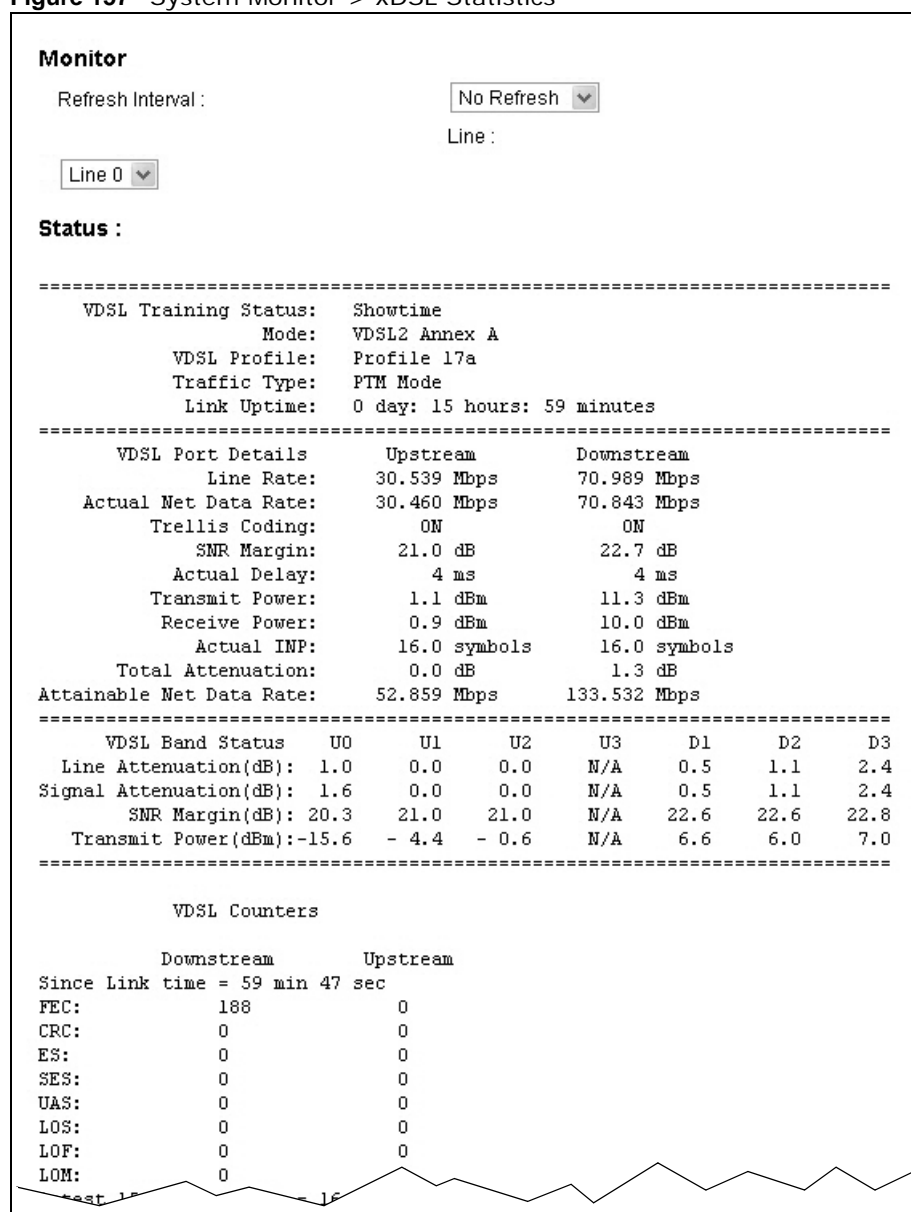 Figure 157 System Monitor > xDSL Statistics
Monitor
Refresh Interval : No Refresh
Line :
Line 0
Status :
============================================================================
VDSL Training Status: Showtime
Mode: VDSL2 Annex A
VDSL Profile: Profile 17a
Traffic Type: PTM Mode
Link Uptime: 0 day: 15 hours: 59 minutes
============================================================================
VDSL Port Details Upstream Downstream
Line Rate: 30.539 Mbps 70.989 Mbps
Actual Net Data Rate: 30.460 Mbps 70.843 Mbps
Trellis Coding: ON ON
SNR Margin: 21.0 dB 22.7 dB
Actual Delay: 4 ms 4 ms
Transmit Power: 1.1 dBm 11.3 dBm
Receive Power: 0.9 dBm 10.0 dBm
Actual INP: 16.0 symbols 16.0 symbols
Total Attenuation: 0.0 dB 1.3 dB
Attainable Net Data Rate: 52.859 Mbps 133.532 Mbps
============================================================================
VDSL Band Status U0 U1 U2 U3 D1 D2 D3
Line Attenuation(dB): 1.0 0.0 0.0 N/A 0.5 1.1 2.4
Signal Attenuation(dB): 1.6 0.0 0.0 N/A 0.5 1.1 2.4
SNR Margin(dB): 20.3 21.0 21.0 N/A 22.6 22.6 22.8
Transmit Power(dBm):-15.6 - 4.4 - 0.6 N/A 6.6 6.0 7.0
============================================================================
VDSL Counters
Downstream Upstream
Since Link time = 59 min 47 sec
FEC: 188 0
CRC: 0 0
ES: 0 0
SES: 0 0
UAS: 0 0
LOS: 0 0
LOF: 0 0
LOM: 0